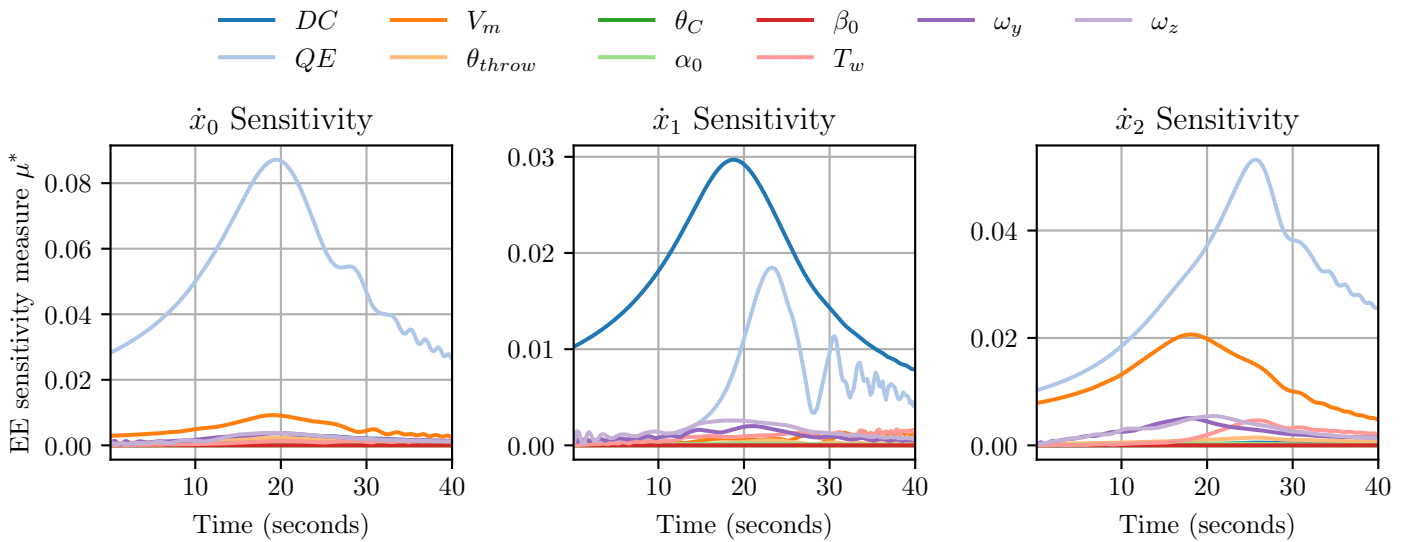 DC V_m θ_C β_0 ω_y ω_z
QE θ_throw α_0 T_w
ẋ_0 Sensitivity ẋ_1 Sensitivity ẋ_2 Sensitivity
EE sensitivity measure μ*
0.08
0.06
0.04
0.02
0.00
10 20 30 40
Time (seconds)
0.03
0.02
0.01
0.00
10 20 30 40
Time (seconds)
0.04
0.02
0.00
10 20 30 40
Time (seconds)